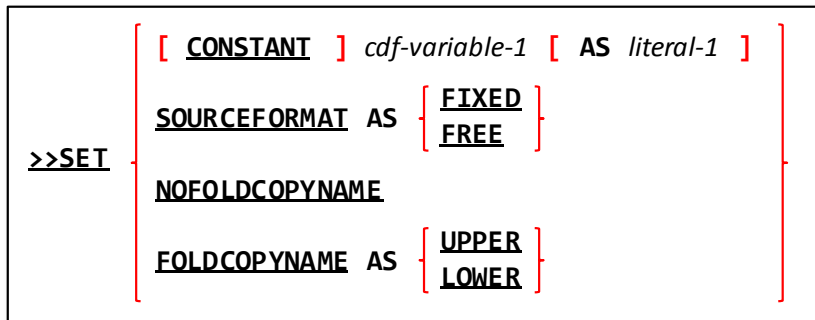 [ CONSTANT ] cdf-variable-1 [ AS literal-1 ]
SOURCEFORMAT AS { FIXED
FREE }
>>SET
NOFOLDCOPYNAME
FOLDCOPYNAME AS { UPPER
LOWER }